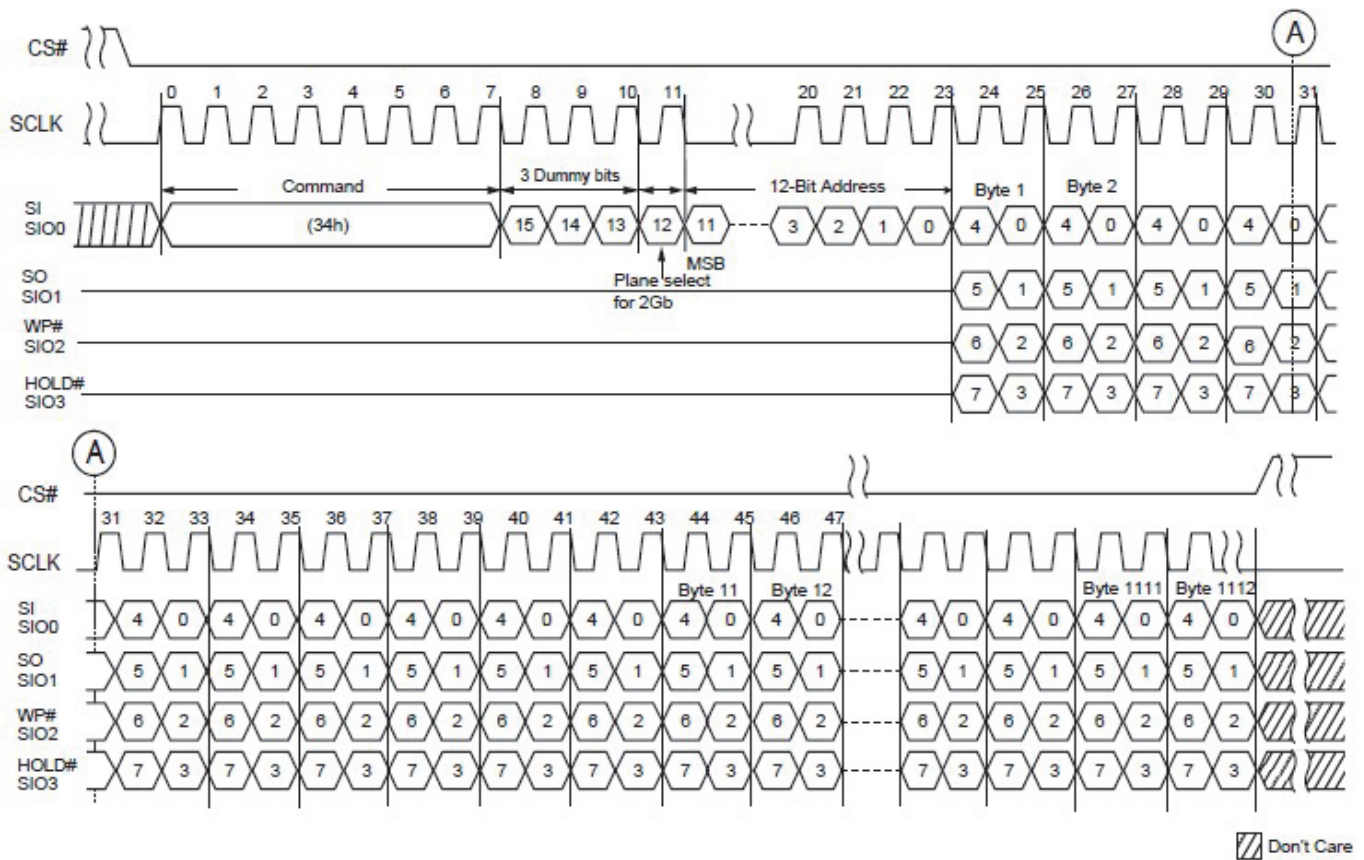 A
CS#
0 1 2 3 4 5 6 7 8 9 10 11 20 21 22 23 24 25 26 27 28 29 30 31
SCLK
Command 3 Dummy bits 12-Bit Address Byte 1 Byte 2
SI
SIO0
(34h) 15 14 13 12 11 3 2 1 0 4 0 4 0 4 0 4 0
MSB
Plane select
for 2Gb
SO
SIO1
5 1 5 1 5 1 5 1
WP#
SIO2
6 2 6 2 6 2 6 2
HOLD#
SIO3
7 3 7 3 7 3 7 3
A
CS#
31 32 33 34 35 36 37 38 39 40 41 42 43 44 45 46 47
SCLK
Byte 11 Byte 12 Byte 1111 Byte 1112
SI
SIO0
4 0 4 0 4 0 4 0 4 0 4 0 4 0 4 0 4 0 4 0 4 0 4 0
SO
SIO1
5 1 5 1 5 1 5 1 5 1 5 1 5 1 5 1 5 1 5 1 5 1 5 1
WP#
SIO2
6 2 6 2 6 2 6 2 6 2 6 2 6 2 6 2 6 2 6 2 6 2 6 2
HOLD#
SIO3
7 3 7 3 7 3 7 3 7 3 7 3 7 3 7 3 7 3 7 3 7 3 7 3
Don't Care